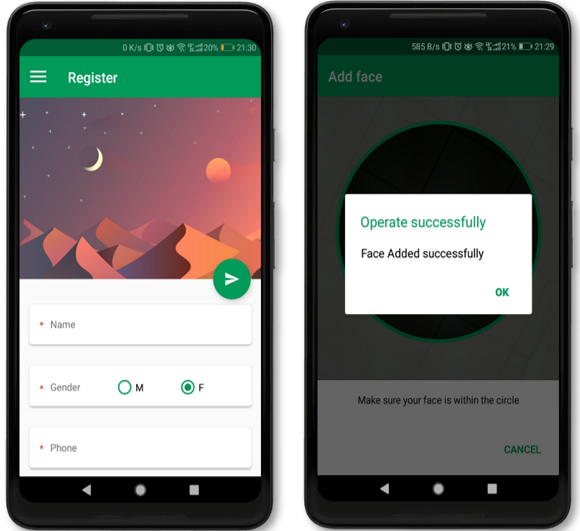 0 K/s 20% 21:30
Register
* Name
* Gender M F
* Phone
585 B/s 21% 21:29
Add face
Operate successfully
Face Added successfully
OK
Make sure your face is within the circle
CANCEL